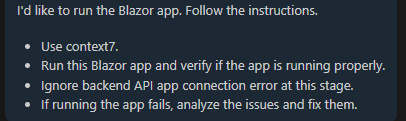 I'd like to run the Blazor app. Follow the instructions.
• Use context7.
• Run this Blazor app and verify if the app is running properly.
• Ignore backend API app connection error at this stage.
• If running the app fails, analyze the issues and fix them.